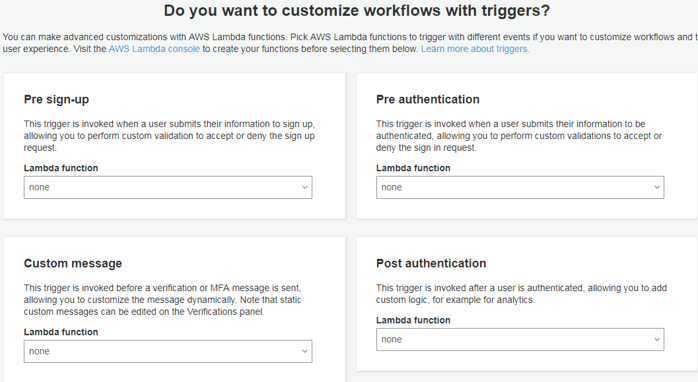 Do you want to customize workflows with triggers?
You can make advanced customizations with AWS Lambda functions. Pick AWS Lambda functions to trigger with different events if you want to customize workflows and
user experience. Visit the AWS Lambda console to create your functions before selecting them below. Learn more about triggers.
Pre sign-up
This trigger is invoked when a user submits their information to sign up,
allowing you to perform custom validation to accept or deny the sign up
request.
Lambda function
none
Pre authentication
This trigger is invoked when a user submits their information to be
authenticated, allowing you to perform custom validations to accept or
deny the sign in request.
Lambda function
none
Custom message
This trigger is invoked before a verification or MFA message is sent,
allowing you to customize the message dynamically. Note that static
custom messages can be edited on the Verifications panel.
Lambda function
none
Post authentication
This trigger is invoked after a user is authenticated, allowing you to add
custom logic, for example for analytics.
Lambda function
none